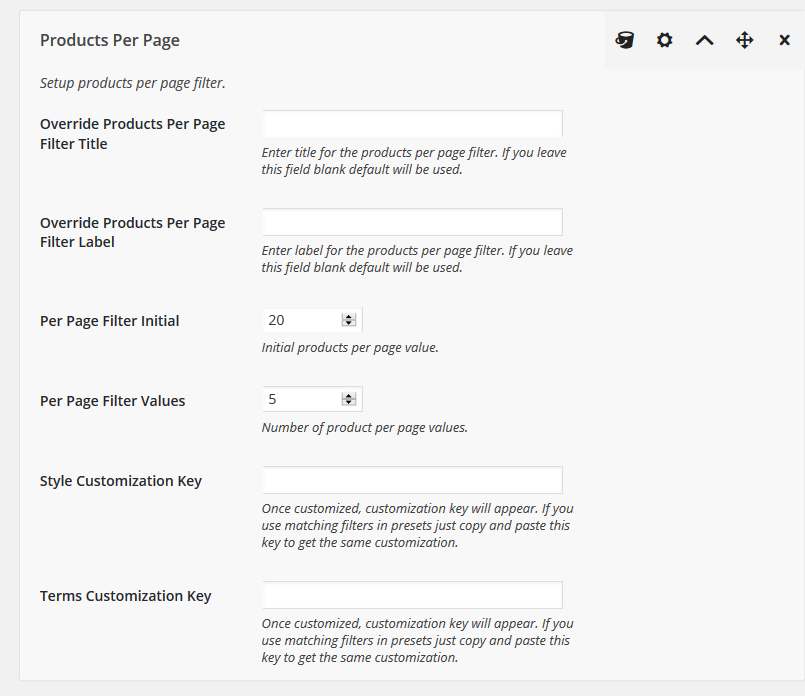 Products Per Page
Setup products per page filter.
Override Products Per Page
Filter Title
Enter title for the products per page filter. If you leave
this field blank default will be used.
Override Products Per Page
Filter Label
Enter label for the products per page filter. If you leave
this field blank default will be used.
Per Page Filter Initial
20
Initial products per page value.
Per Page Filter Values
5
Number of product per page values.
Style Customization Key
Once customized, customization key will appear. If you
use matching filters in presets just copy and paste this
key to get the same customization.
Terms Customization Key
Once customized, customization key will appear. If you
use matching filters in presets just copy and paste this
key to get the same customization.